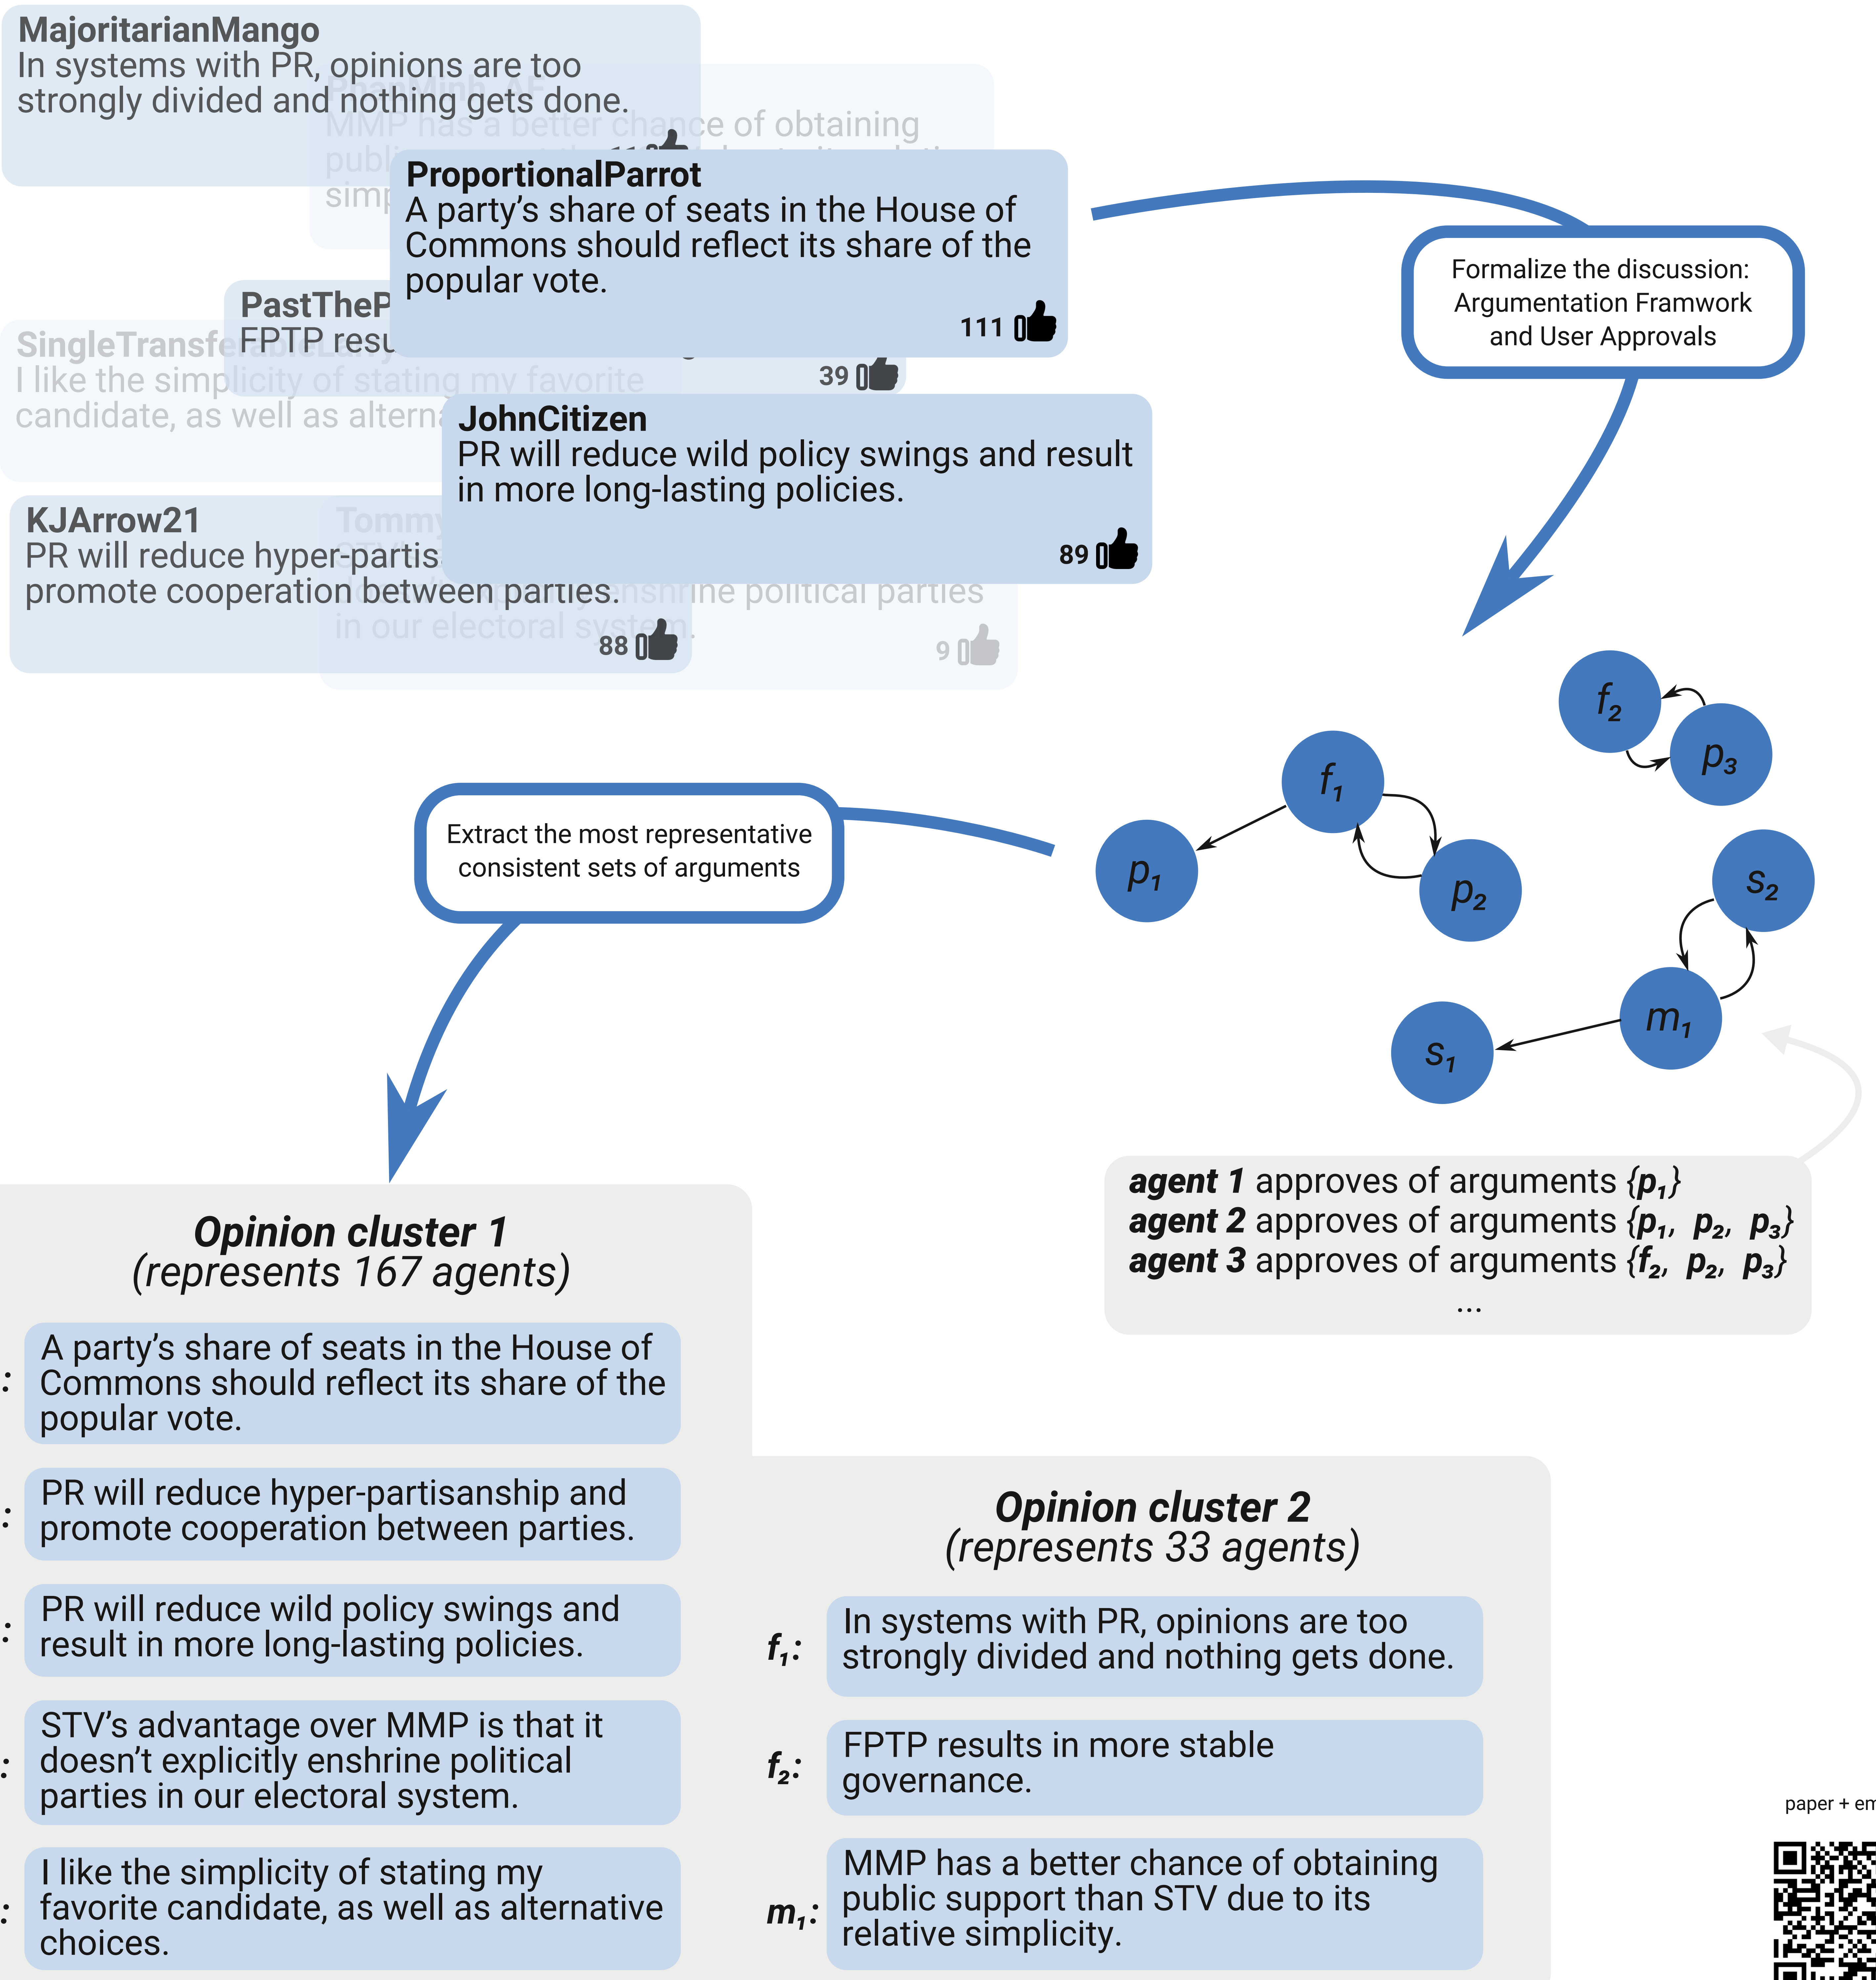 MajoritarianMango
In systems with PR, opinions are too
strongly divided and nothing gets done.
PhanMinh_AF
MMP has a better chance of obtaining
ProportionalParrot
A party’s share of seats in the House of
Commons should reflect its share of the
popular vote.
111
FPTP
39
I like the simplicity of stating my favorite
candidate, as well as
JohnCitizen
PR will reduce wild policy swings and result
in more long-lasting policies.
89
KJArrow21
PR will reduce
promote cooperation between parties.
88
enshrine political parties
in our electoral system.
9
Formalize the discussion:
Argumentation Framwork
and User Approvals
f₂
p₃
f₁
p₁
p₂
s₂
m₁
s₁
Extract the most representative
consistent sets of arguments
agent 1 approves of arguments {p₁}
agent 2 approves of arguments {p₁, p₂, p₃}
agent 3 approves of arguments {f₂, p₂, p₃}
...
Opinion cluster 1
(represents 167 agents)
: A party’s share of seats in the House of
Commons should reflect its share of the
popular vote.
: PR will reduce hyper-partisanship and
promote cooperation between parties.
: PR will reduce wild policy swings and
result in more long-lasting policies.
: STV’s advantage over MMP is that it
doesn’t explicitly enshrine political
parties in our electoral system.
: I like the simplicity of stating my
favorite candidate, as well as alternative
choices.
Opinion cluster 2
(represents 33 agents)
f₁: In systems with PR, opinions are too
strongly divided and nothing gets done.
f₂: FPTP results in more stable
governance.
m₁: MMP has a better chance of obtaining
public support than STV due to its
relative simplicity.
paper +